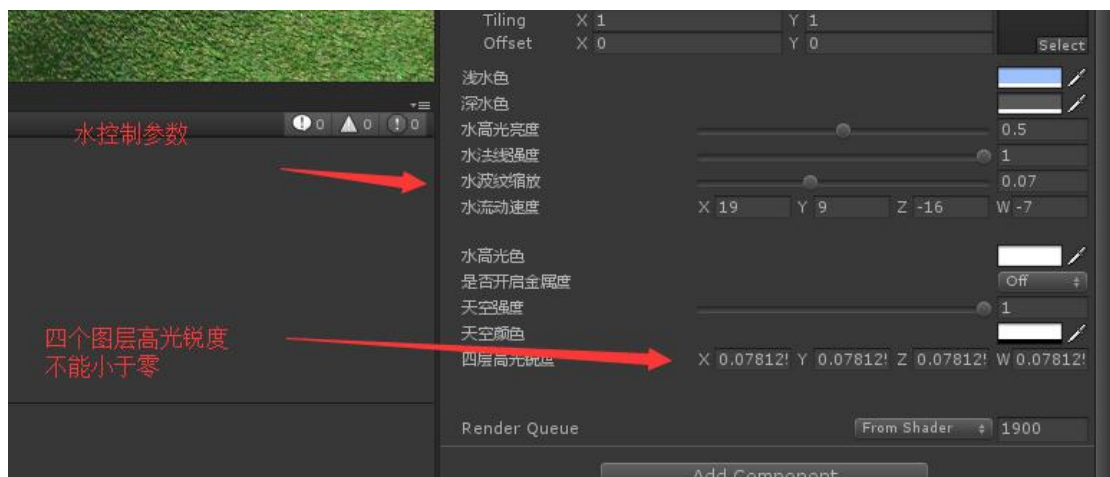 Tiling X 1 Y 1
Offset X 0 Y 0 Select
浅水色
深水色
0 0 0
水控制参数
水高光亮度 0.5
水法线强度 1
水波纹缩放 0.07
水流动速度 X 19 Y 9 Z -16 W -7
水高光色
是否开启金属度 Off
天空强度 1
四个图层高光锐度
不能小于零
天空颜色
四层高光锐度 X 0.07812 Y 0.07812 Z 0.07812 W 0.07812
Render Queue From Shader 1900
Add Component